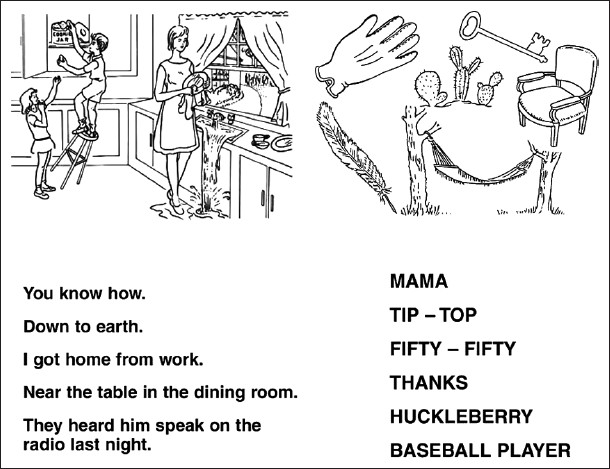 COOKIE
JAR
You know how.
Down to earth.
I got home from work.
Near the table in the dining room.
They heard him speak on the
radio last night.
MAMA
TIP – TOP
FIFTY – FIFTY
THANKS
HUCKLEBERRY
BASEBALL PLAYER